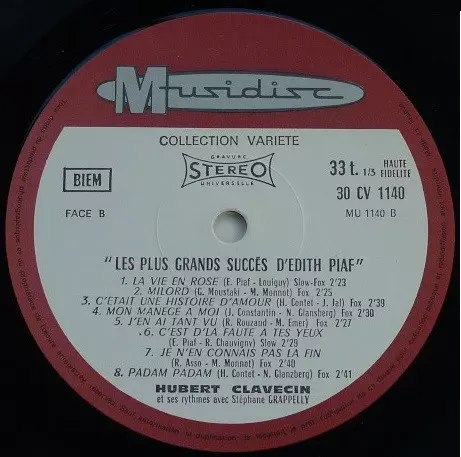 Musidisc
COLLECTION VARIETE
BIEM
GRAVURE
STEREO
UNIVERSELLE
33 t. 1/3 HAUTE FIDELITE
30 CV 1140
FACE B
MU 1140 B
"LES PLUS GRANDS SUCCÈS D'EDITH PIAF"
1. LA VIE EN ROSE (E. Piaf - Louiguy) Slow-Fox 2'23
2. MILORD (G. Moustaki - M. Monnot) Fox 2'25
3. C'ETAIT UNE HISTOIRE D'AMOUR (H. Contet - J. Jal) Fox 2'39
4. MON MANEGE A MOI (J. Constantin - N. Glansberg) Fox 2'30
5. J'EN AI TANT VU (R. Rouzaud - M. Emer) Fox 2'27
6. C'EST D'LA FAUTE A TES YEUX
(E. Piaf - R. Chauvigny) Slow 2'29
7. JE N'EN CONNAIS PAS LA FIN
(R. Asso - M. Monnot) Fox 2'40
8. PADAM PADAM (H. Contet - N. Glanzberg) Fox 2'41
HUBERT CLAVECIN
et ses rythmes avec Stéphane GRAPPELLY